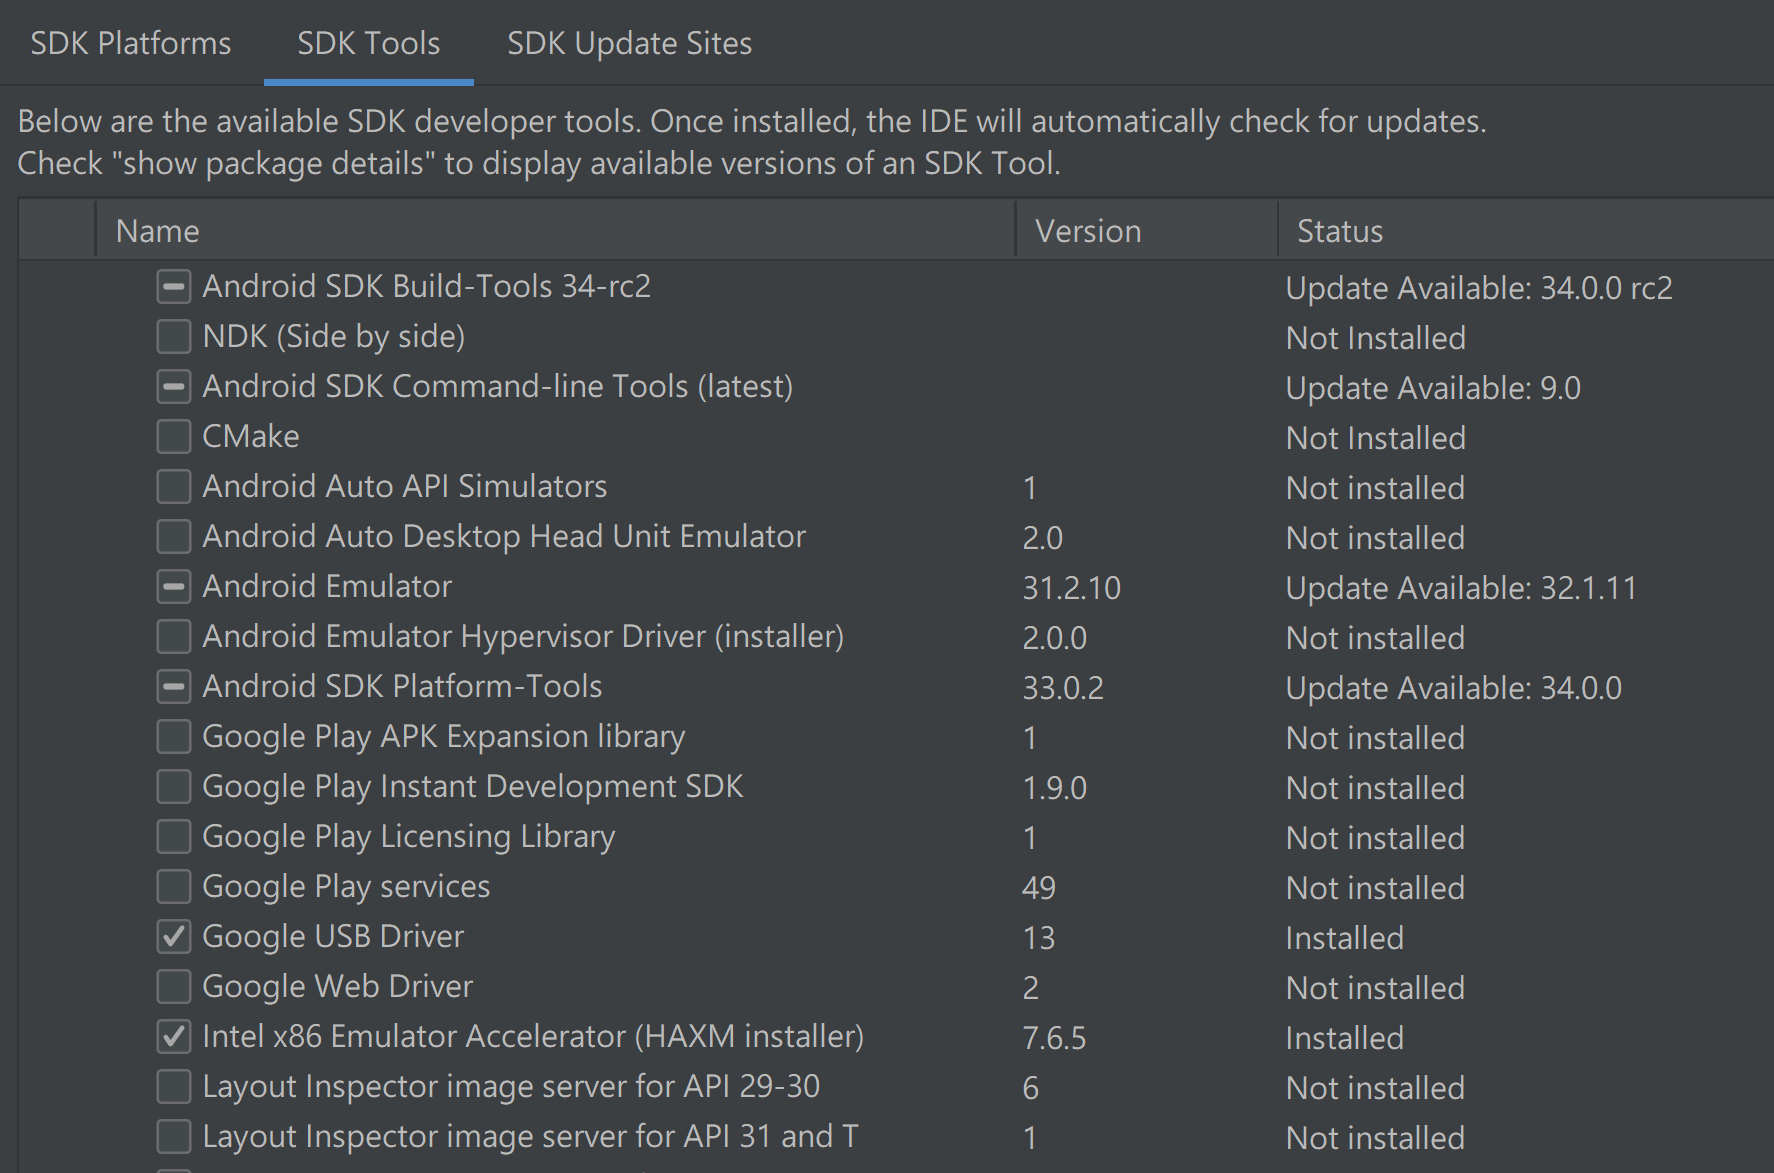 SDK Platforms SDK Tools SDK Update Sites
Below are the available SDK developer tools. Once installed, the IDE will automatically check for updates.
Check "show package details" to display available versions of an SDK Tool.
Name Version Status
Android SDK Build-Tools 34-rc2 Update Available: 34.0.0 rc2
NDK (Side by side) Not Installed
Android SDK Command-line Tools (latest) Update Available: 9.0
CMake Not Installed
Android Auto API Simulators 1 Not installed
Android Auto Desktop Head Unit Emulator 2.0 Not installed
Android Emulator 31.2.10 Update Available: 32.1.11
Android Emulator Hypervisor Driver (installer) 2.0.0 Not installed
Android SDK Platform-Tools 33.0.2 Update Available: 34.0.0
Google Play APK Expansion library 1 Not installed
Google Play Instant Development SDK 1.9.0 Not installed
Google Play Licensing Library 1 Not installed
Google Play services 49 Not installed
Google USB Driver 13 Installed
Google Web Driver 2 Not installed
Intel x86 Emulator Accelerator (HAXM installer) 7.6.5 Installed
Layout Inspector image server for API 29-30 6 Not installed
Layout Inspector image server for API 31 and T 1 Not installed